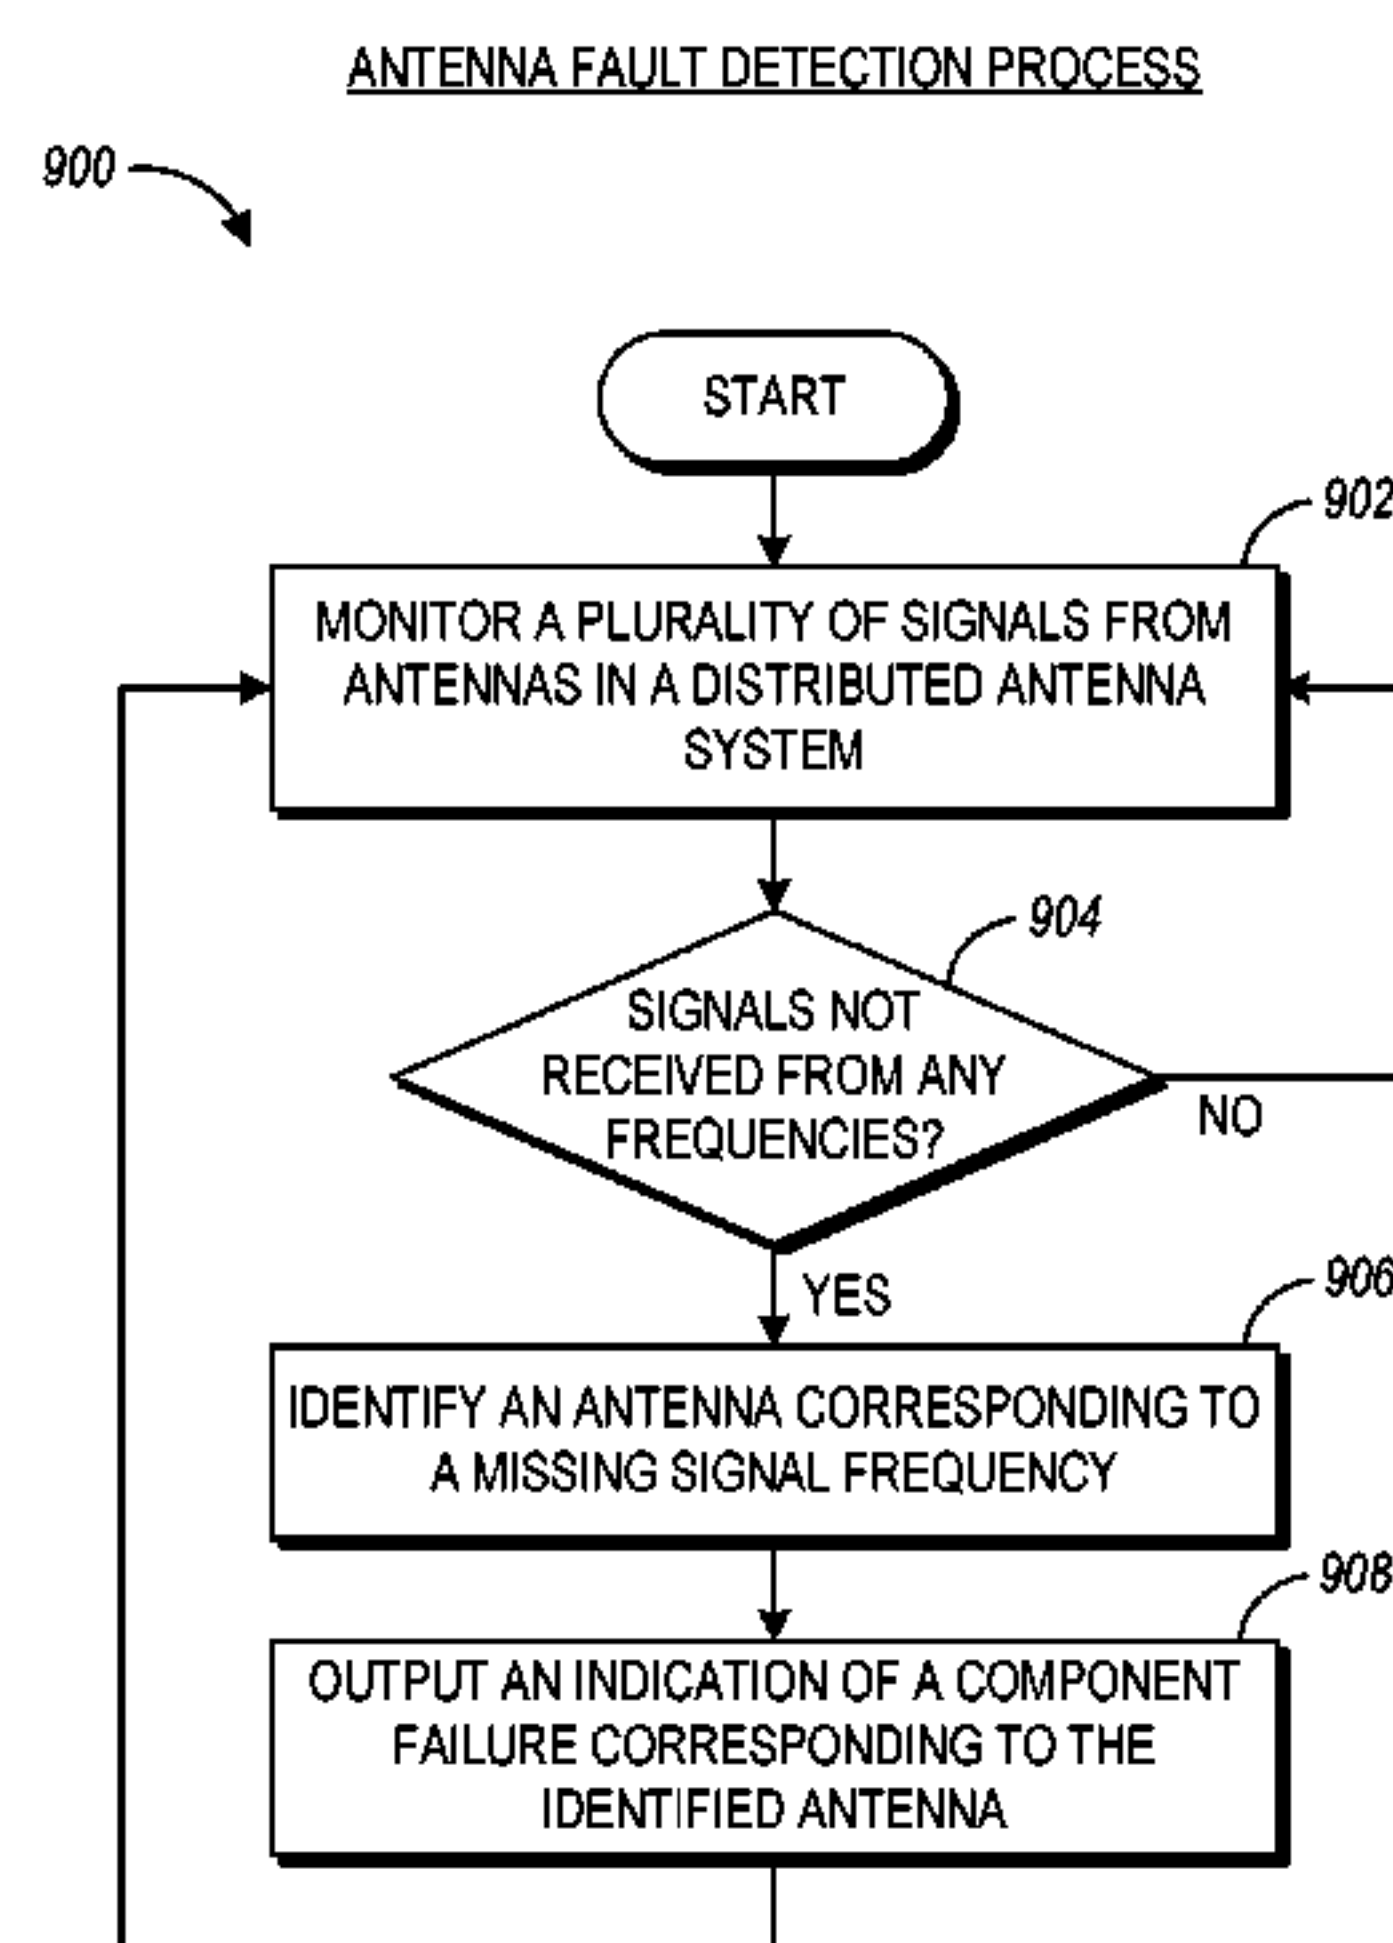 ANTENNA FAULT DETECTION PROCESS
900
START
902
MONITOR A PLURALITY OF SIGNALS FROM
ANTENNAS IN A DISTRIBUTED ANTENNA
SYSTEM
904
SIGNALS NOT
RECEIVED FROM ANY
FREQUENCIES?
NO
YES
906
IDENTIFY AN ANTENNA CORRESPONDING TO
A MISSING SIGNAL FREQUENCY
908
OUTPUT AN INDICATION OF A COMPONENT
FAILURE CORRESPONDING TO THE
IDENTIFIED ANTENNA